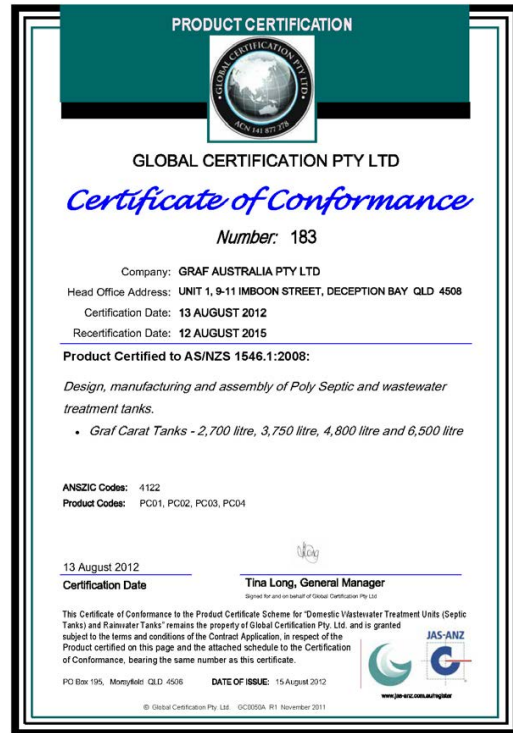 PRODUCT CERTIFICATION
GLOBAL CERTIFICATION PTY LTD
ACN 141 877 278
GLOBAL CERTIFICATION PTY LTD
Certificate of Conformance
Number: 183
Company: GRAF AUSTRALIA PTY LTD
Head Office Address: UNIT 1, 9-11 IMBOON STREET, DECEPTION BAY QLD 4508
Certification Date: 13 AUGUST 2012
Recertification Date: 12 AUGUST 2015
Product Certified to AS/NZS 1546.1:2008:
Design, manufacturing and assembly of Poly Septic and wastewater
treatment tanks.
• Graf Carat Tanks - 2,700 litre, 3,750 litre, 4,800 litre and 6,500 litre
ANSZIC Codes: 4122
Product Codes: PC01, PC02, PC03, PC04
13 August 2012
Certification Date
Tina Long, General Manager
Signed for and on behalf of Global Certification Pty Ltd
This Certificate of Conformance to the Product Certificate Scheme for "Domestic Wastewater Treatment Units (Septic
Tanks) and Rainwater Tanks" remains the property of Global Certification Pty. Ltd. and is granted
subject to the terms and conditions of the Contract Application, in respect of the
Product certified on this page and the attached schedule to the Certification
of Conformance, bearing the same number as this certificate.
JAS-ANZ
www.jas-anz.com.au/register
PO Box 195, Morayfield QLD 4506 DATE OF ISSUE: 15 August 2012
© Global Certification Pty. Ltd. GC0050A R1 November 2011